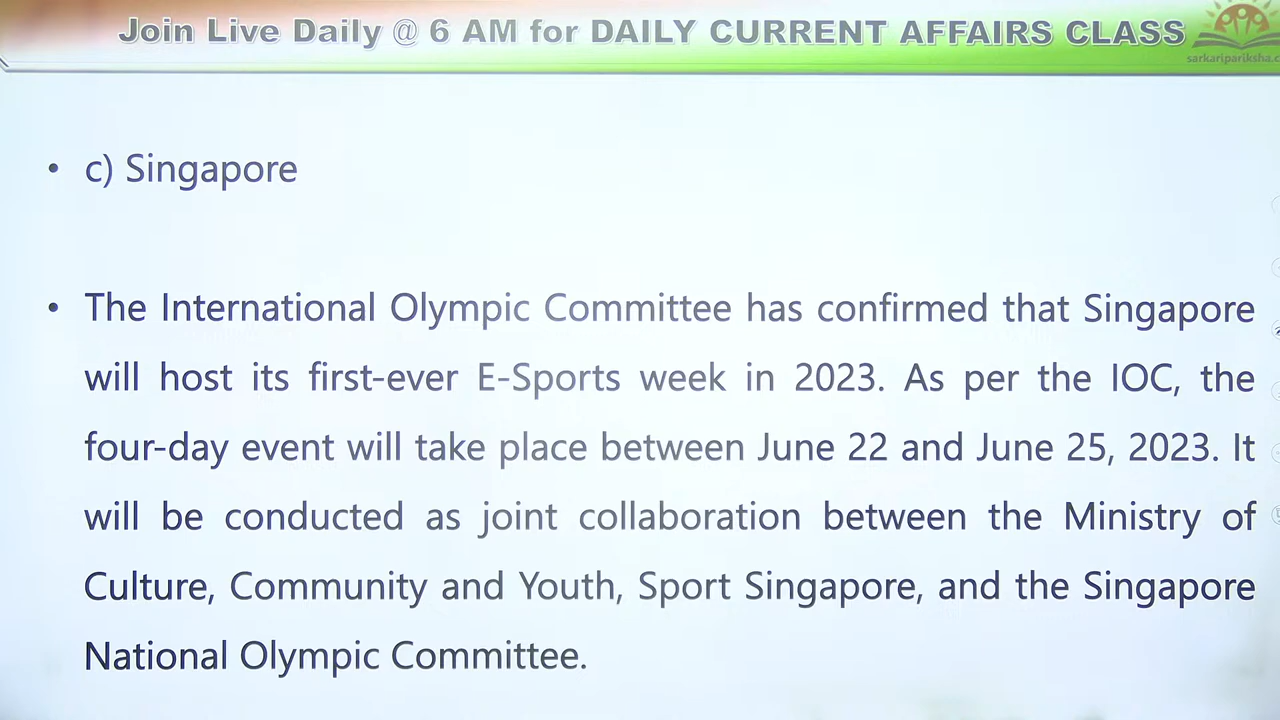 Join Live Daily @ 6 AM for DAILY CURRENT AFFAIRS CLASS
sarkaripariksha.c
• c) Singapore
• The International Olympic Committee has confirmed that Singapore
will host its first-ever E-Sports week in 2023. As per the IOC, the
four-day event will take place between June 22 and June 25, 2023. It
will be conducted as joint collaboration between the Ministry of
Culture, Community and Youth, Sport Singapore, and the Singapore
National Olympic Committee.